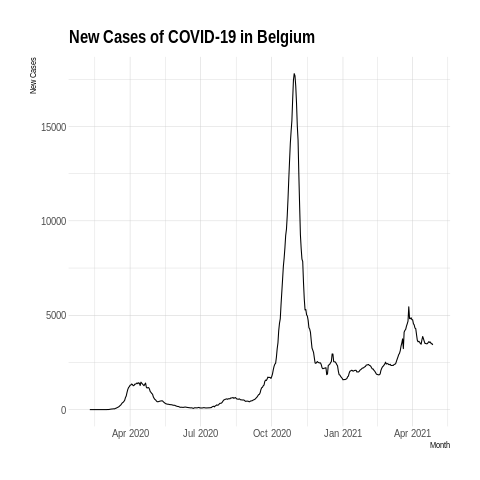 New Cases of COVID-19 in Belgium
New Cases
15000
10000
5000
0
Apr 2020 Jul 2020 Oct 2020 Jan 2021 Apr 2021
Month